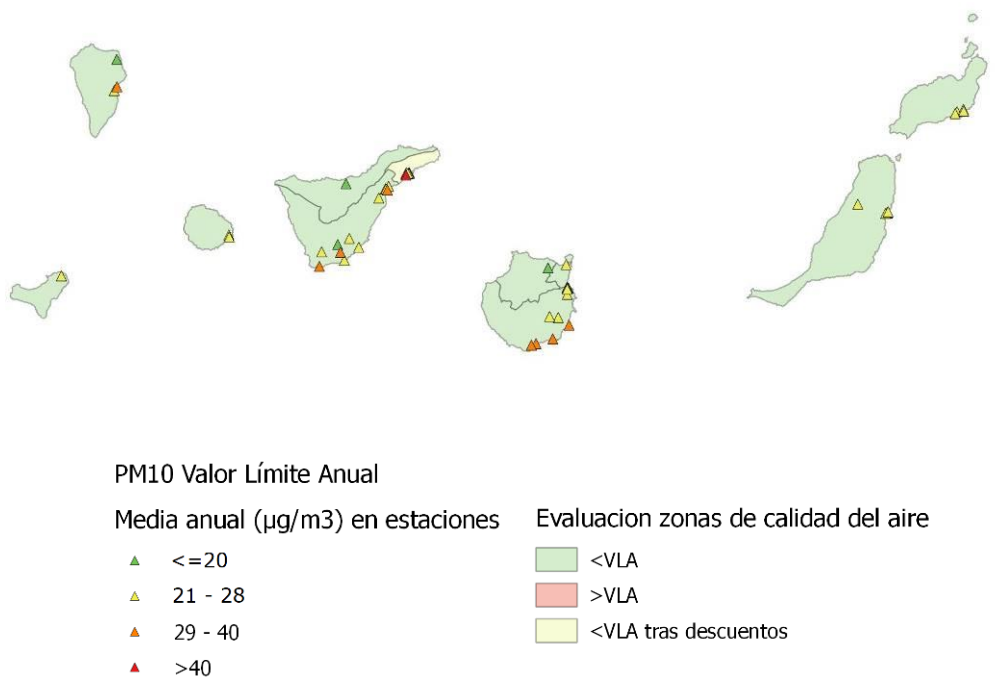 PM10 Valor Límite Anual
Media anual (µg/m3) en estaciones
<=20
21 - 28
29 - 40
>40
Evaluacion zonas de calidad del aire
<VLA
>VLA
<VLA tras descuentos